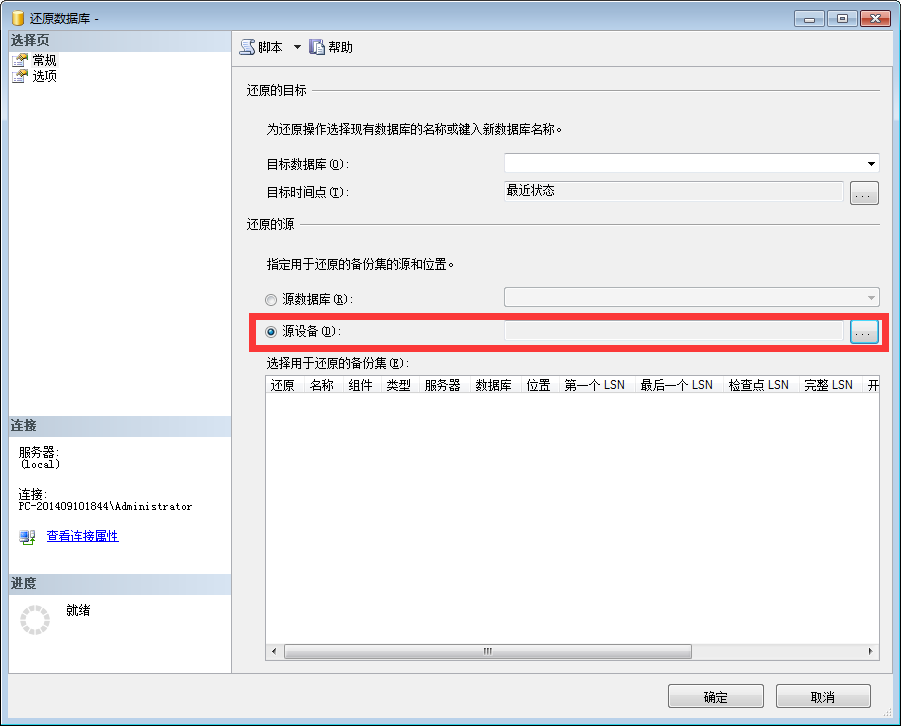 还原数据库 -
选择页
常规
选项
脚本 帮助
还原的目标
为还原操作选择现有数据库的名称或键入新数据库名称。
目标数据库(O):
目标时间点(T): 最近状态 ...
还原的源
指定用于还原的备份集的源和位置。
源数据库(R):
源设备(D): ...
选择用于还原的备份集(E):
还原 名称 组件 类型 服务器 数据库 位置 第一个 LSN 最后一个 LSN 检查点 LSN 完整 LSN 开
连接
服务器:
(local)
连接:
PC-201409101844\Administrator
查看连接属性
进度
就绪
确定 取消